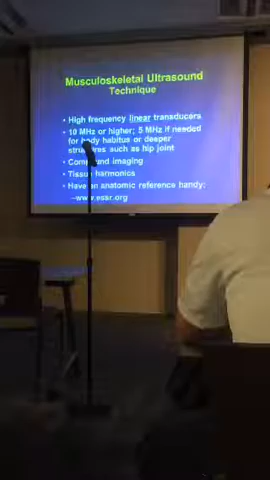 Musculoskeletal Ultrasound
Technique
• High frequency linear transducers
• 10 MHz or higher; 5 MHz if needed
for body habitus or deeper
structures such as hip joint
• Compound imaging
• Tissue harmonics
• Have an anatomic reference handy:
–www.essr.org